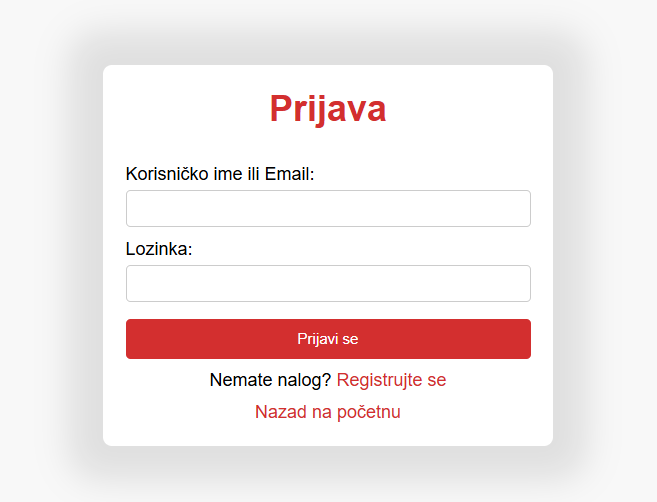 Prijava
Korisničko ime ili Email:
Lozinka:
Prijavi se
Nemate nalog? Registrujte se
Nazad na početnu